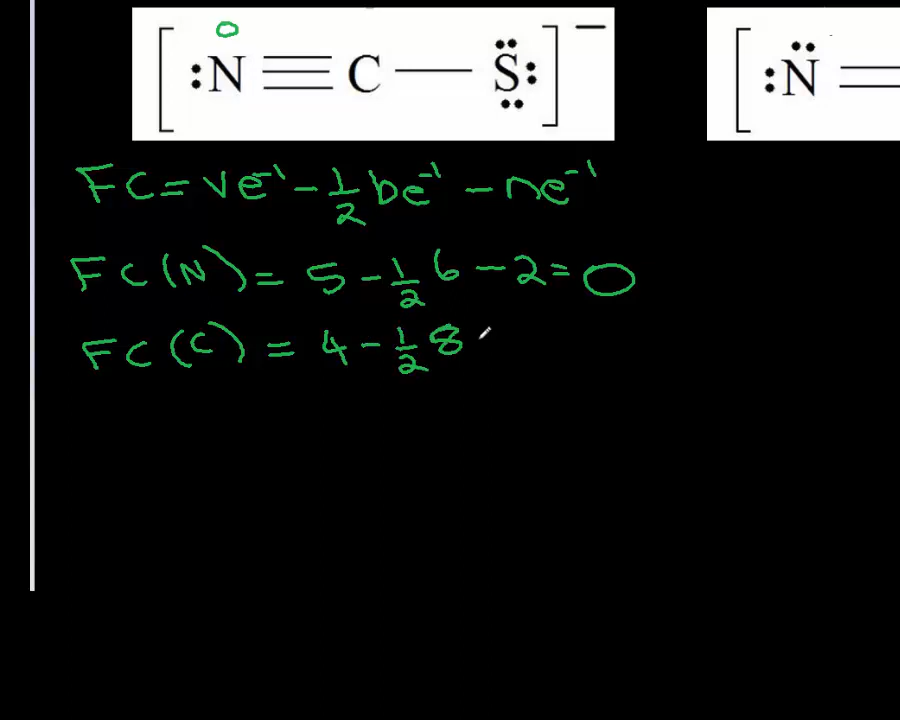 O
[:N≡C—S̈:]⁻ [:N̈=
FC = ve⁻¹ - 1/2 be⁻¹ - ne⁻¹
FC(N) = 5 - 1/2 6 - 2 = 0
FC(C) = 4 - 1/2 8